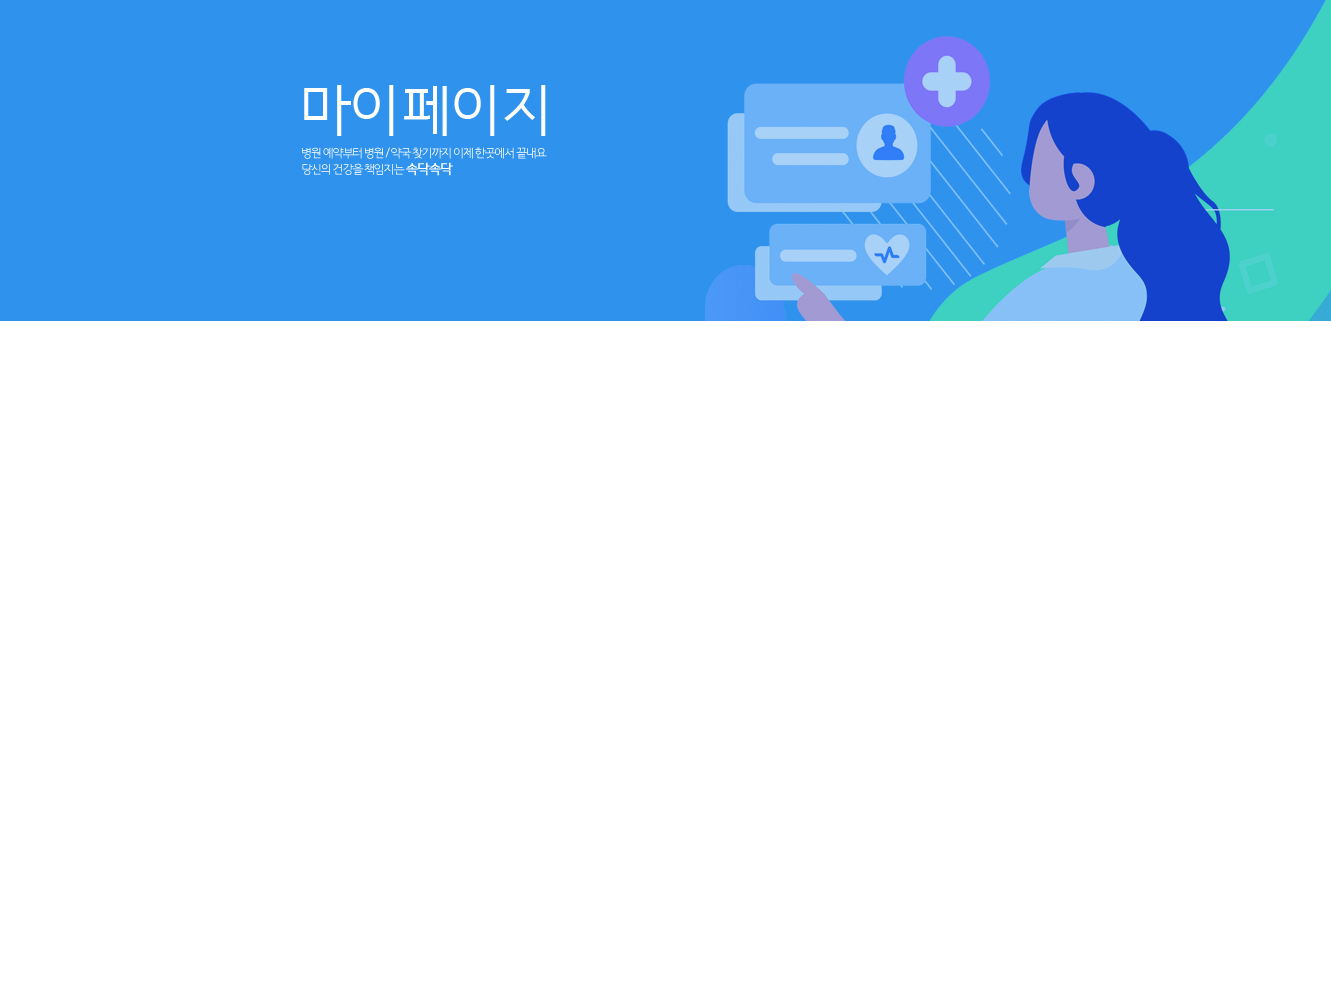 마이페이지
병원 예약부터 병원 / 약국 찾기까지 이제 한곳에서 끝내요
당신의 건강을 책임지는 속닥속닥